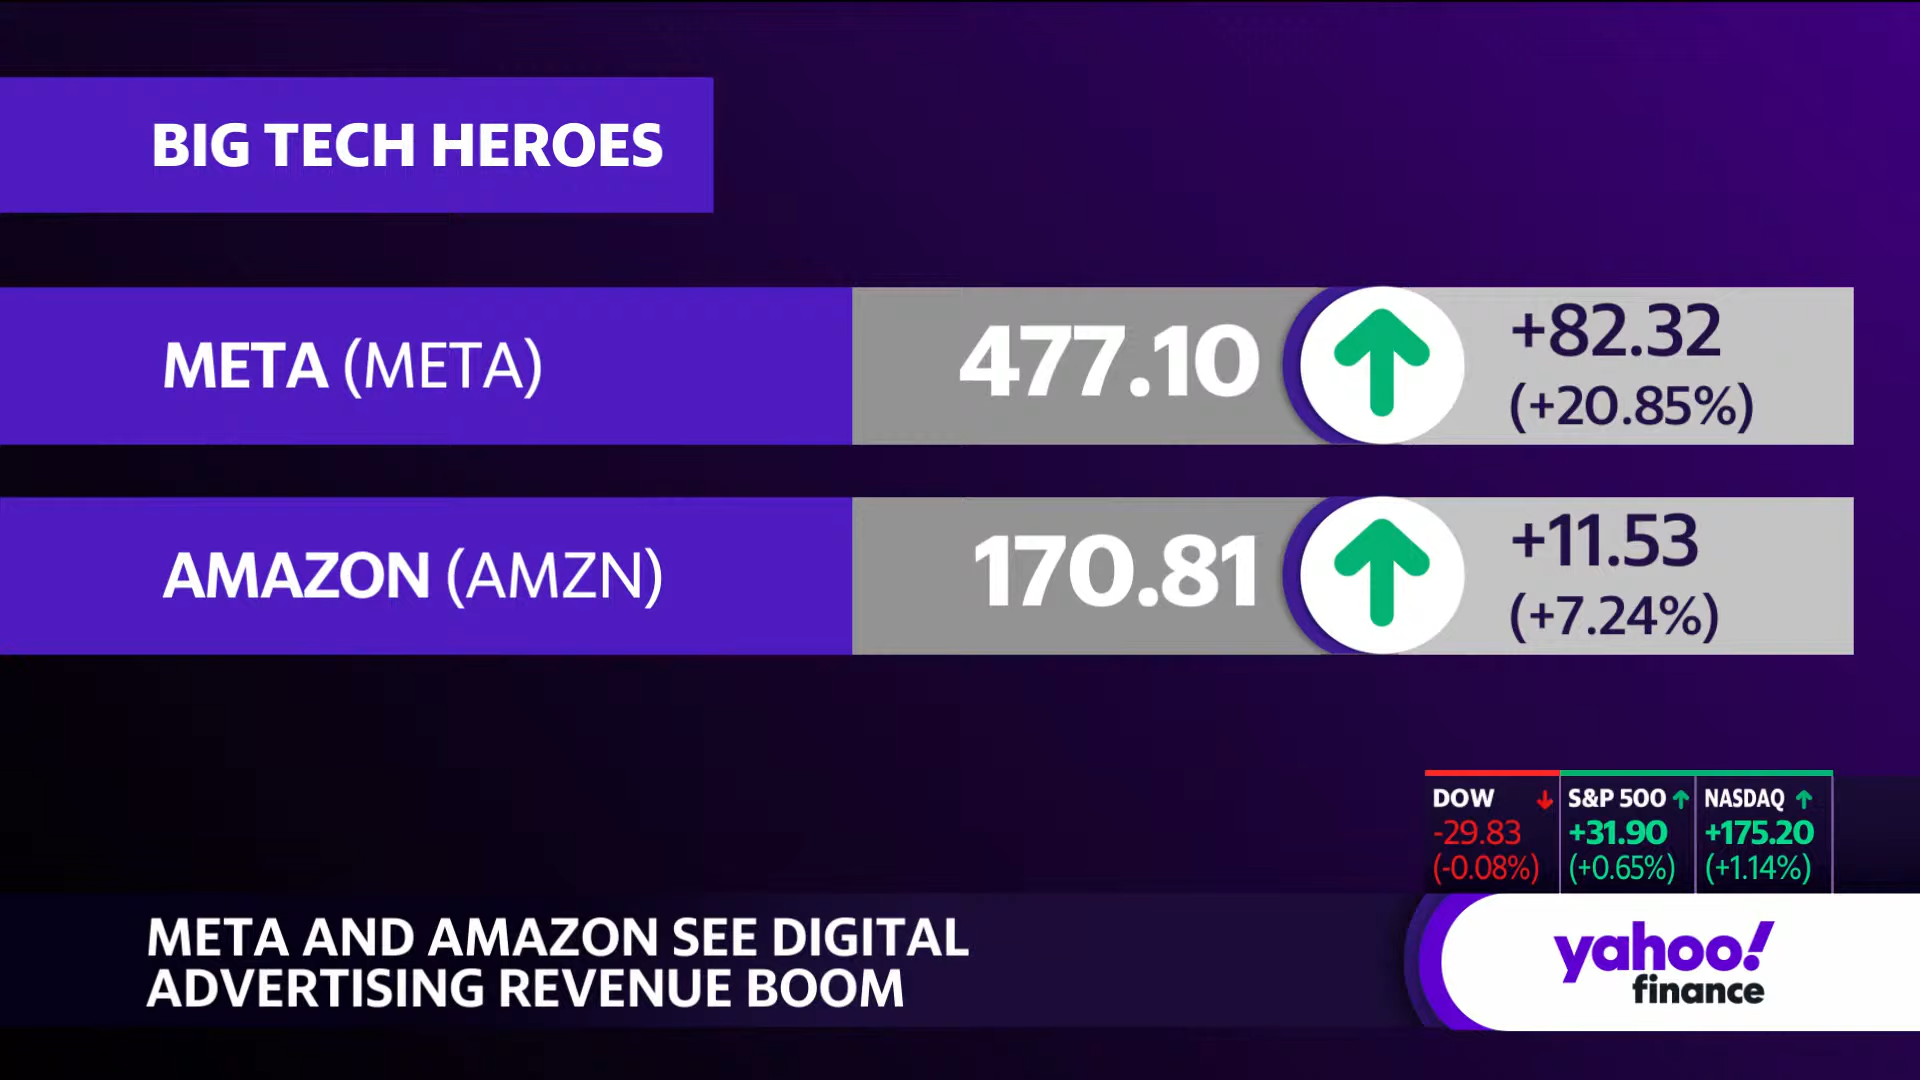 BIG TECH HEROES
META (META) 477.10 +82.32
(+20.85%)
AMAZON (AMZN) 170.81 +11.53
(+7.24%)
DOW S&P 500 NASDAQ
-29.83 +31.90 +175.20
(-0.08%) (+0.65%) (+1.14%)
META AND AMAZON SEE DIGITAL
ADVERTISING REVENUE BOOM
yahoo!
finance